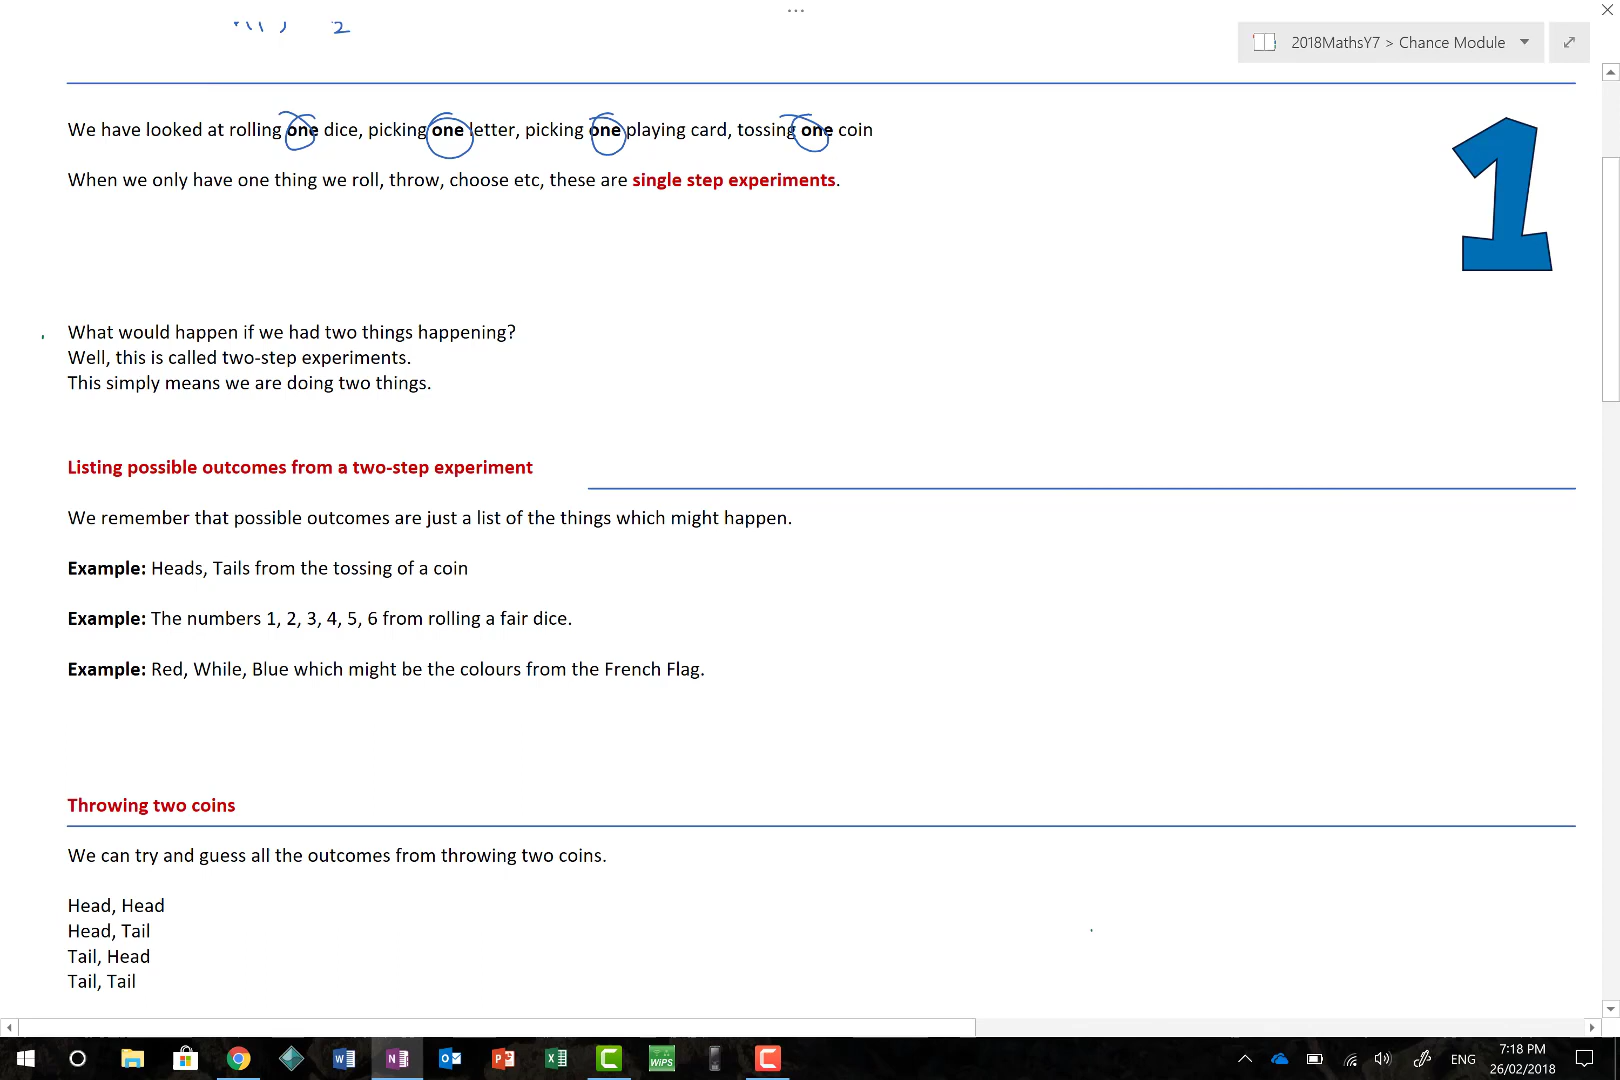 2
2018MathsY7 > Chance Module
We have looked at rolling one dice, picking one letter, picking one playing card, tossing one coin
When we only have one thing we roll, throw, choose etc, these are single step experiments.
1
What would happen if we had two things happening?
Well, this is called two-step experiments.
This simply means we are doing two things.
Listing possible outcomes from a two-step experiment
We remember that possible outcomes are just a list of the things which might happen.
Example: Heads, Tails from the tossing of a coin
Example: The numbers 1, 2, 3, 4, 5, 6 from rolling a fair dice.
Example: Red, While, Blue which might be the colours from the French Flag.
Throwing two coins
We can try and guess all the outcomes from throwing two coins.
Head, Head
Head, Tail
Tail, Head
Tail, Tail
WiPS
ENG
7:18 PM
26/02/2018